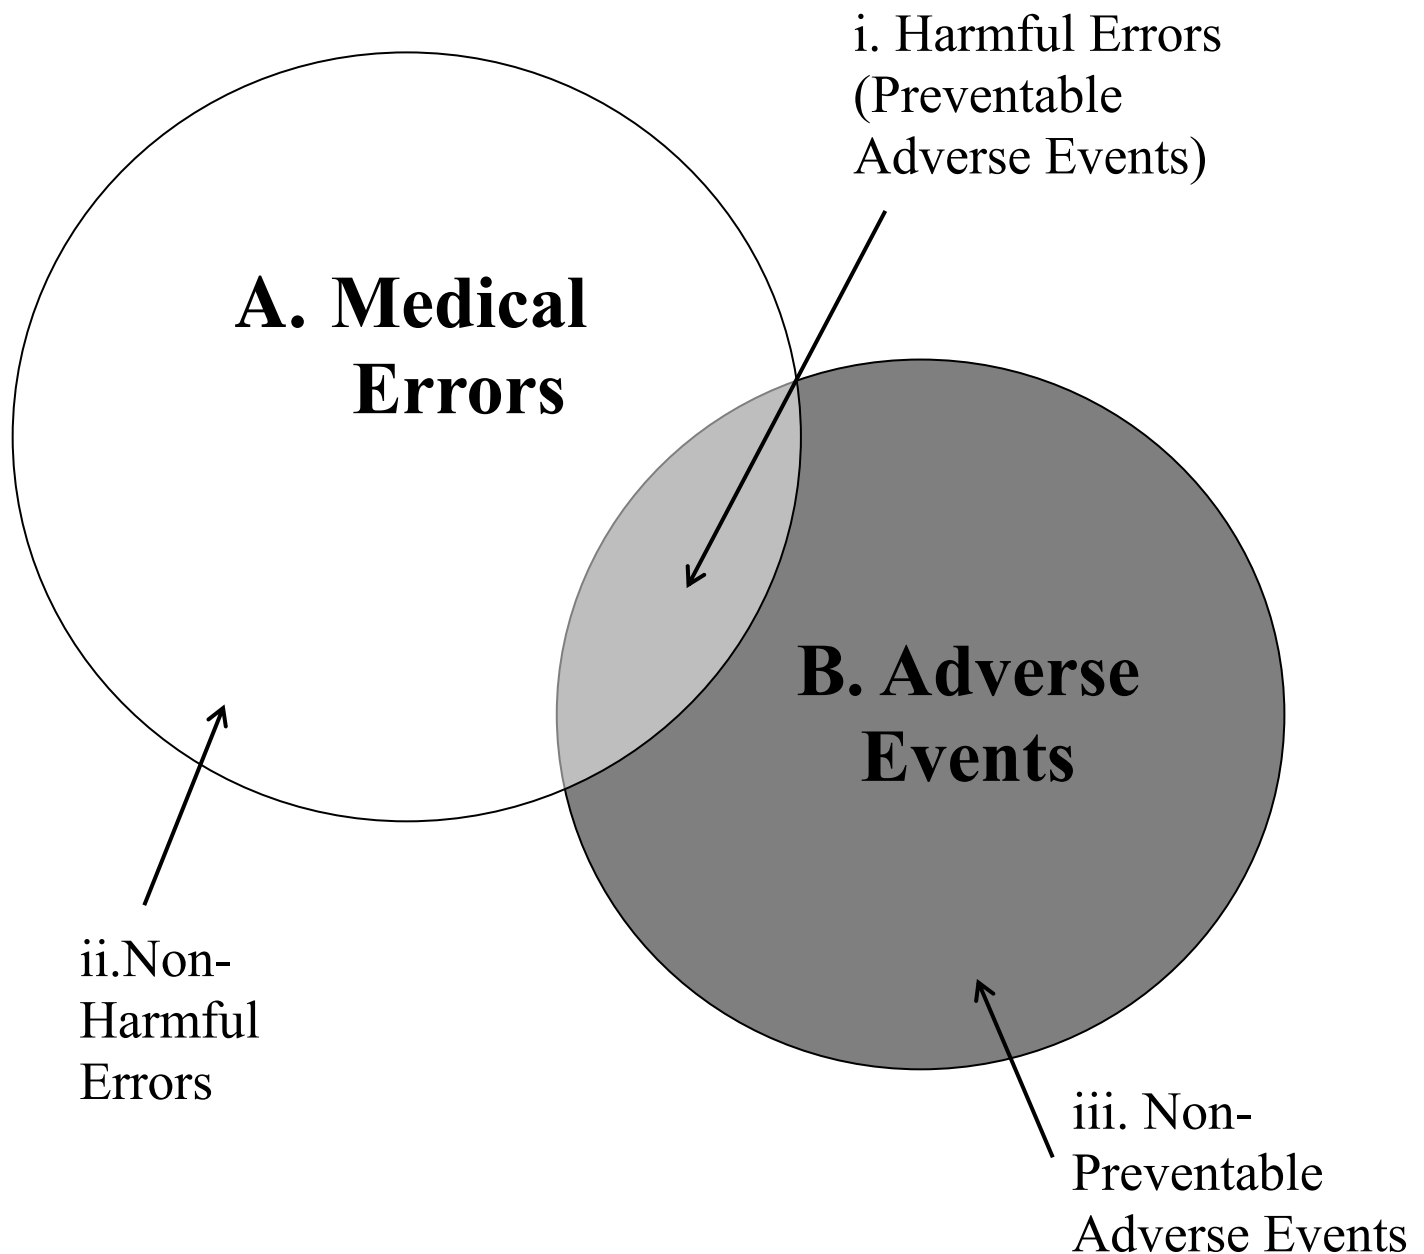 i. Harmful Errors
(Preventable
Adverse Events)
A. Medical
Errors
B. Adverse
Events
ii.Non-
Harmful
Errors
iii. Non-
Preventable
Adverse Events